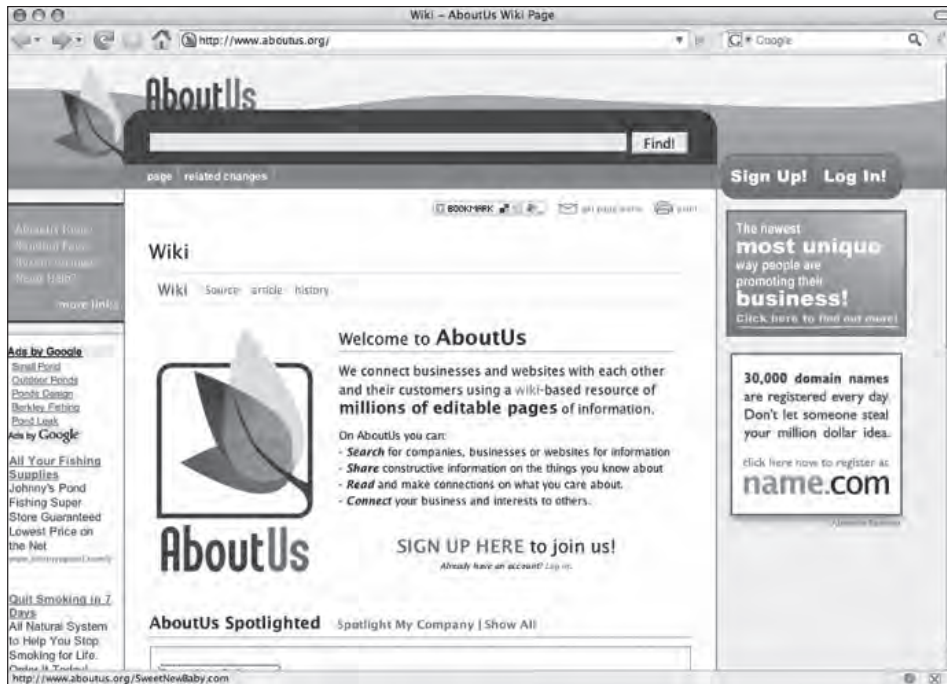 Wiki – AboutUs Wiki Page
http://www.aboutus.org/
Google
AboutUs
Find!
page related changes
Sign Up! Log In!
BOOKMARK
print
AboutUs Home
more links
Wiki
Wiki Source article history
Welcome to AboutUs
We connect businesses and websites with each other
and their customers using a wiki-based resource of
millions of editable pages of information.
On AboutUs you can:
- Search for companies, businesses or websites for information
- Share constructive information on the things you know about
- Read and make connections on what you care about.
- Connect your business and interests to others.
AboutUs
SIGN UP HERE to join us!
Already have an account? Log in.
AboutUs Spotlighted Spotlight My Company | Show All
Ads by Google
Small Pond
Outdoor Ponds
Ponds Design
Berkley Fishing
Pond Leak
Ads by Google
All Your Fishing
Supplies
Johnny's Pond
Fishing Super
Store Guaranteed
Lowest Price on
the Net
Quit Smoking in 7
Days
All Natural System
to Help You Stop
Smoking for Life.
Order It Today!
The newest
most unique
way people are
promoting their
business!
Click here to find out more!
30,000 domain names
are registered every day.
Don't let someone steal
your million dollar idea.
click here now to register at
name.com
http://www.aboutus.org/SweetNewBaby.com